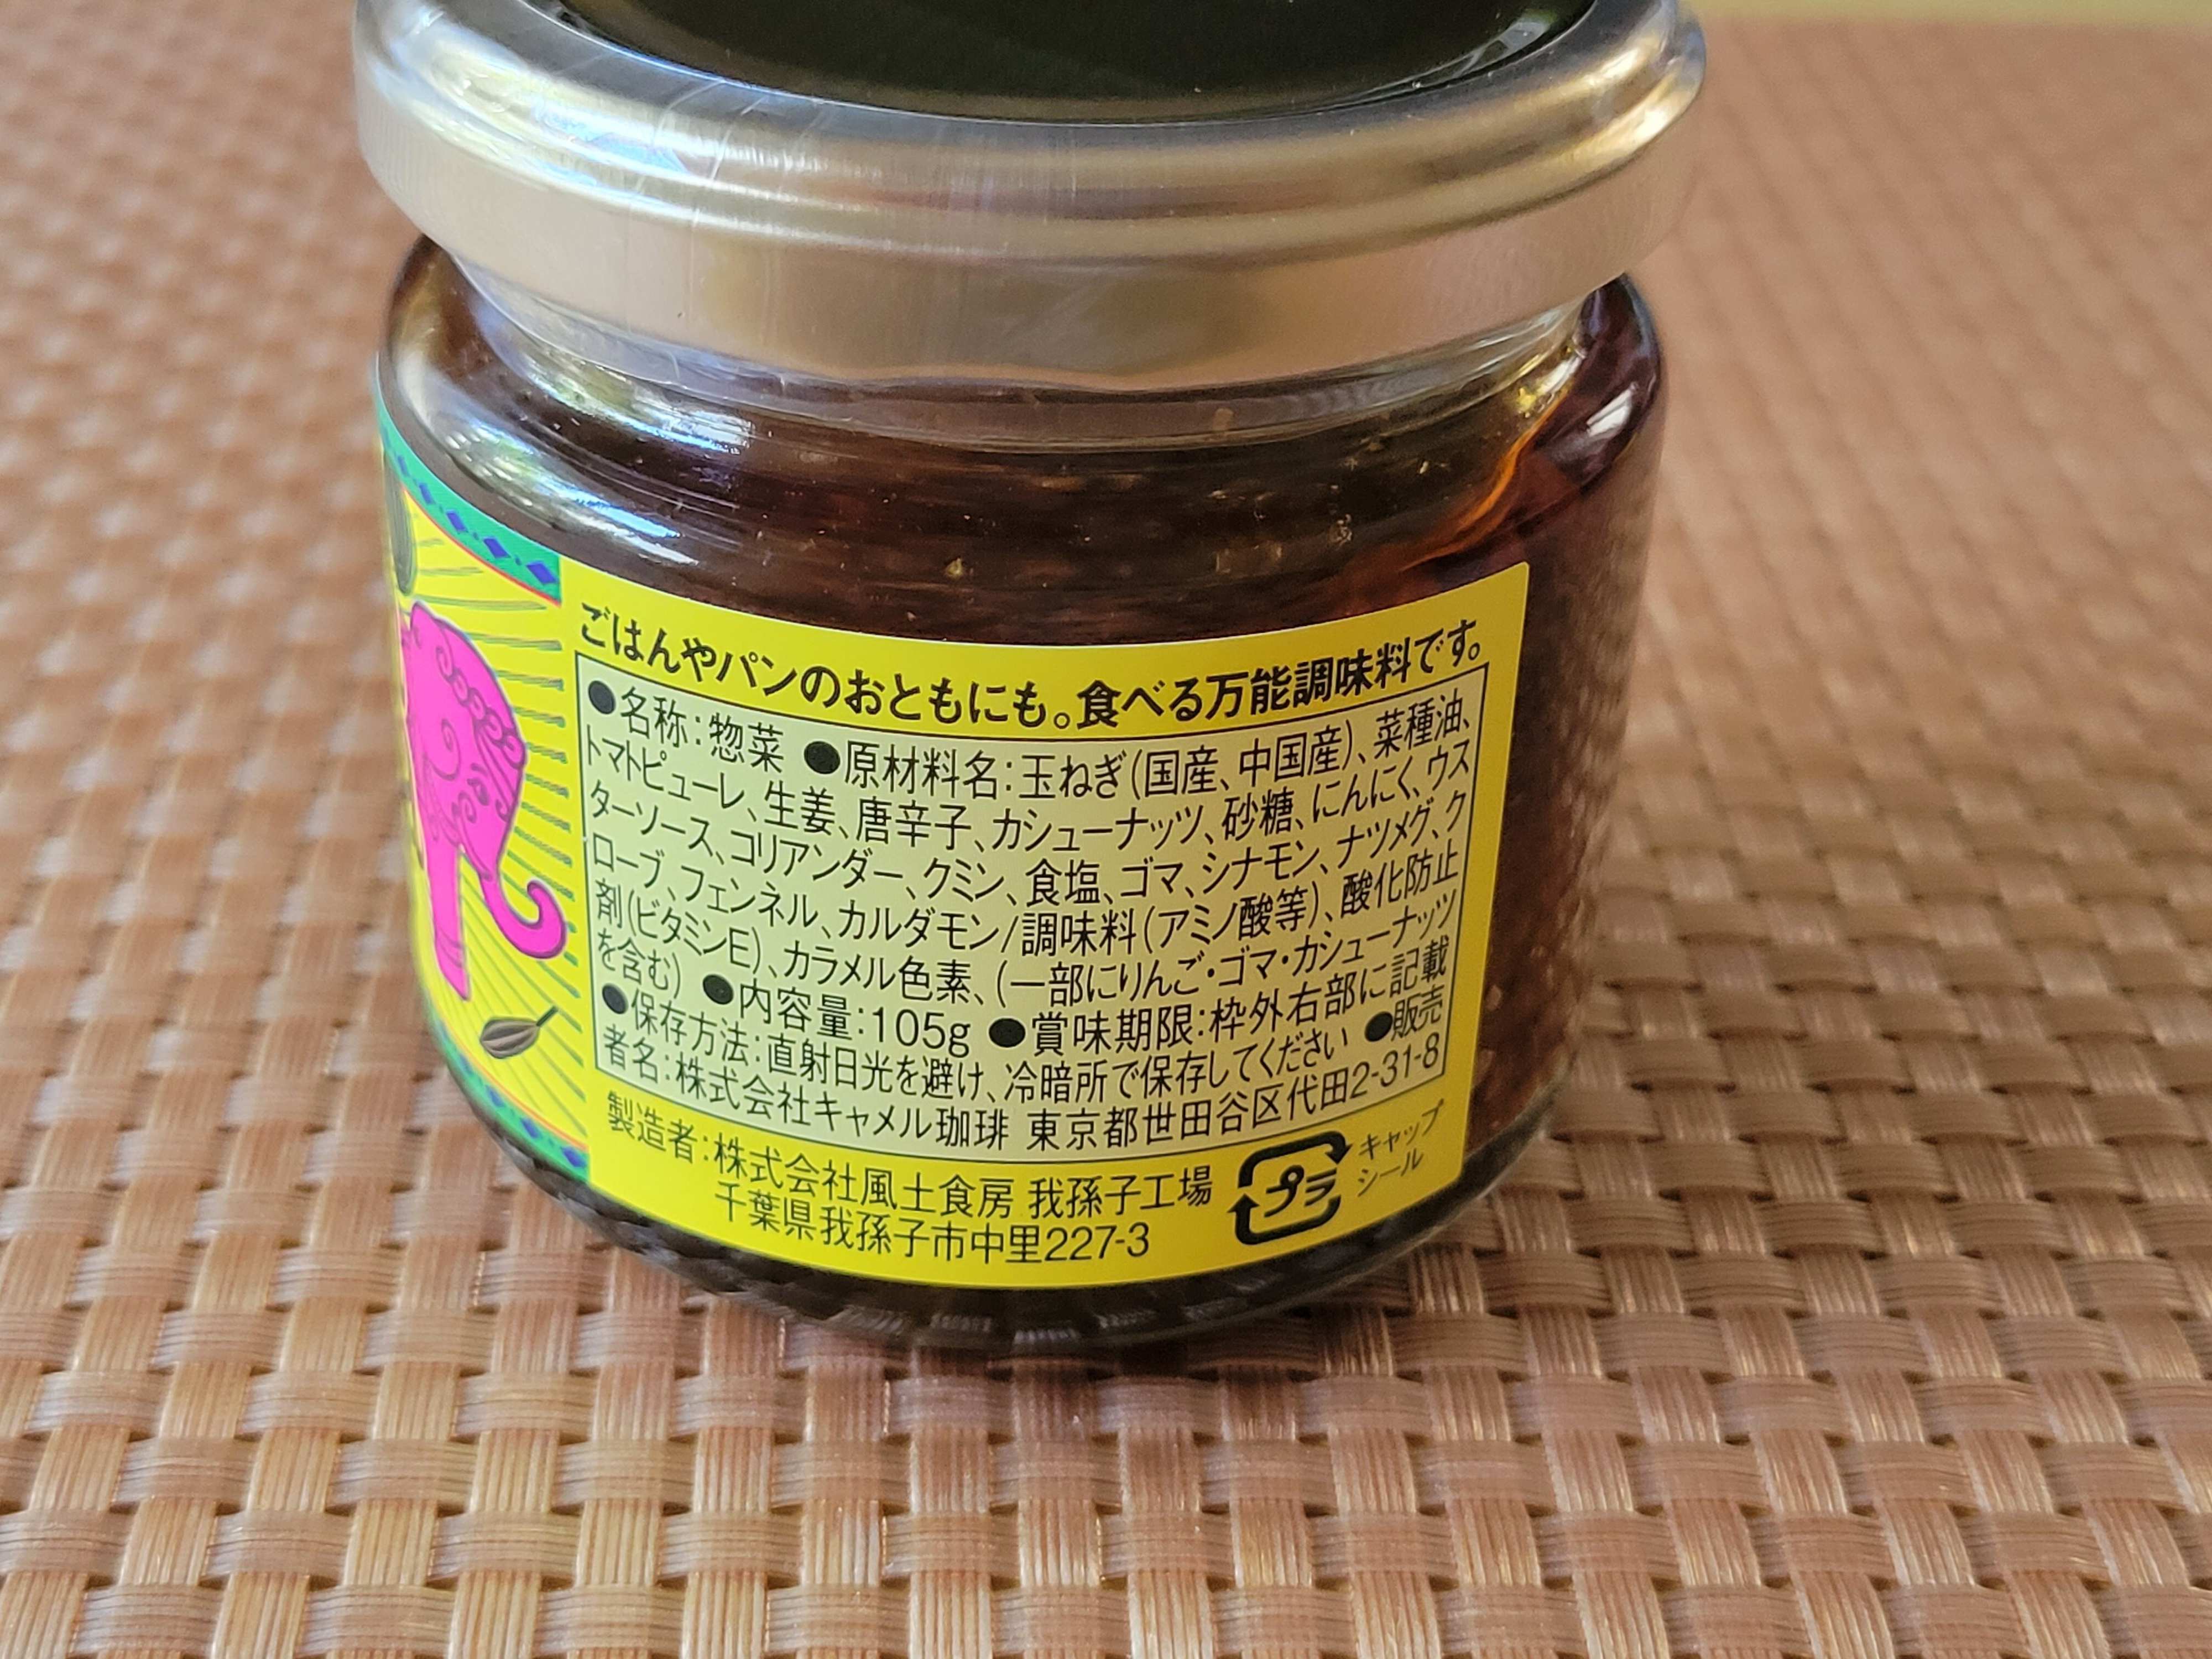 ごはんやパンのおともにも。食べる万能調味料です。
●名称：惣菜 ●原材料名：玉ねぎ（国産、中国産）、菜種油、
トマトピューレ、生姜、唐辛子、カシューナッツ、砂糖、にんにく、ウス
ターソース、コリアンダー、クミン、食塩、ゴマ、シナモン、ナツメグ、ク
ローブ、フェンネル、カルダモン/調味料（アミノ酸等）、酸化防止
剤（ビタミンE）、カラメル色素、（一部にりんご・ゴマ・カシューナッツ
を含む） ●内容量：105g ●賞味期限：枠外右部に記載
●保存方法：直射日光を避け、冷暗所で保存してください ●販売
者名：株式会社キャメル珈琲 東京都世田谷区代田2-31-8
製造者：株式会社風土食房 我孫子工場
千葉県我孫子市中里227-3
プラ
キャップ
シール